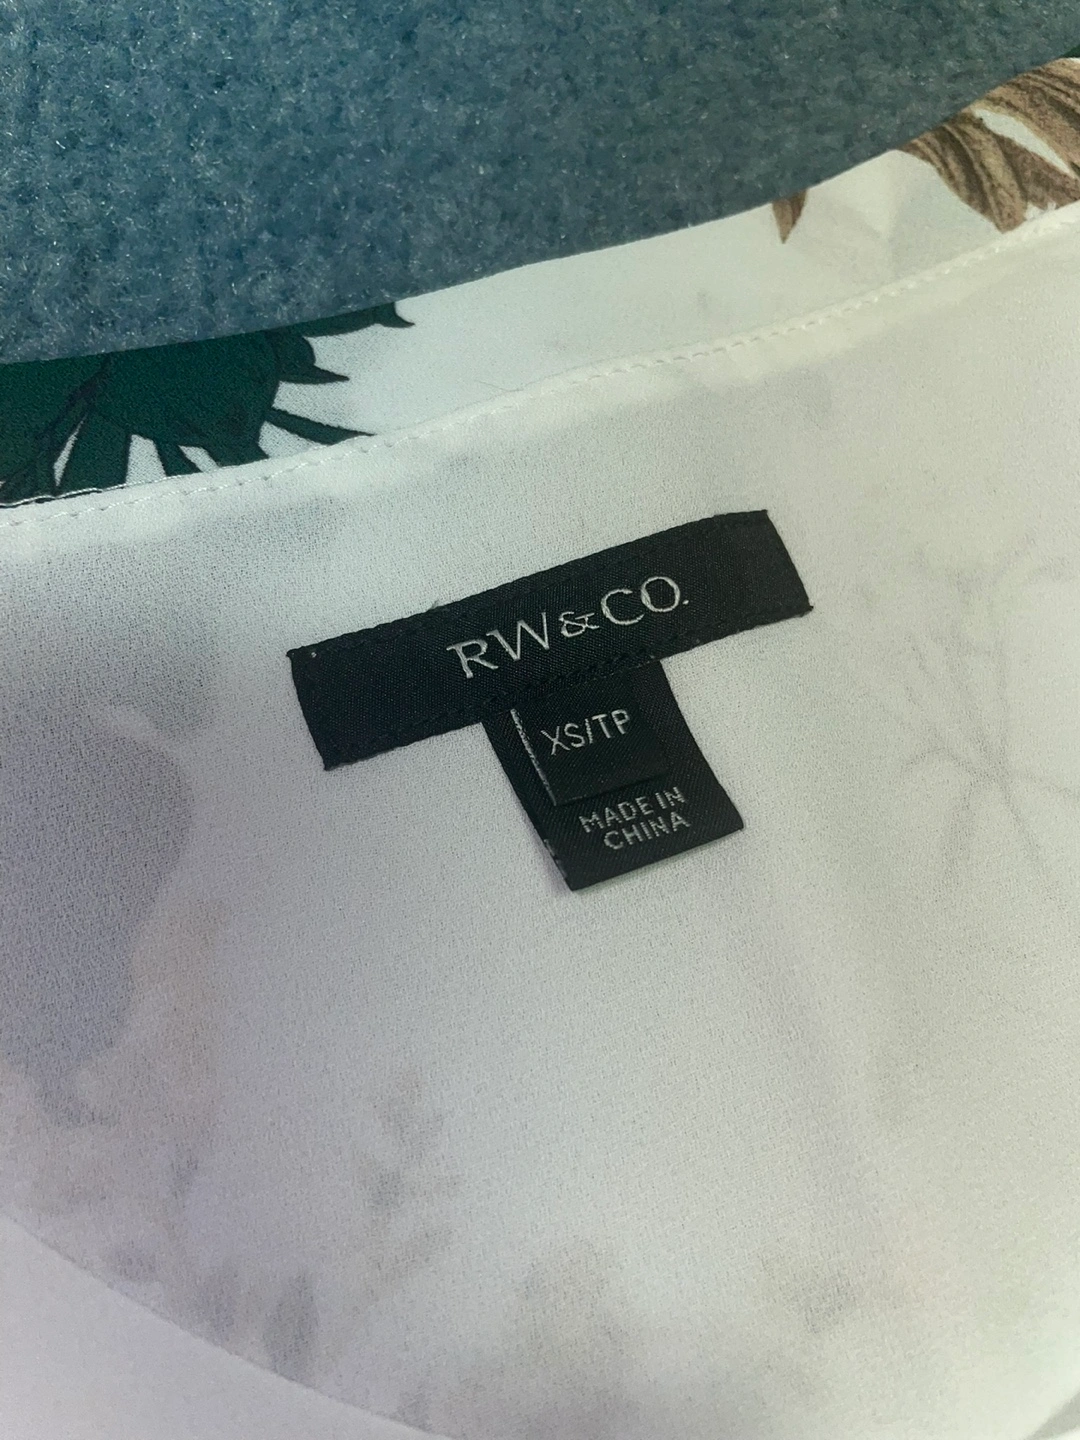 RW&CO.
XS/TP
MADE IN
CHINA